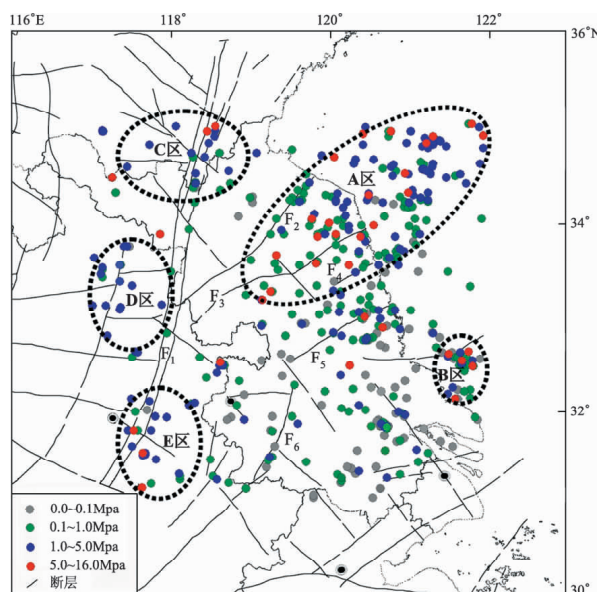 116°E 118° 120° 122°
36°N
C区
A区
F₂
34°
D区
F₃
F₄
F₁
F₅
B区
32°
E区
F₆
0.0~0.1Mpa
0.1~1.0Mpa
1.0~5.0Mpa
5.0~16.0Mpa
断层
30°